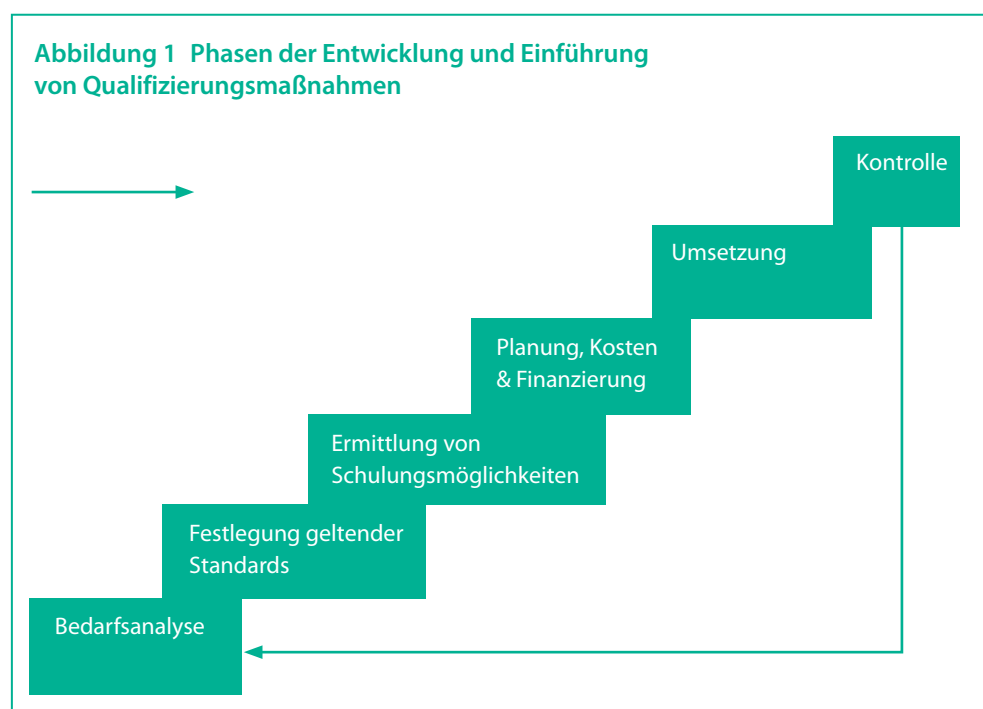 Abbildung 1 Phasen der Entwicklung und Einführung
von Qualifizierungsmaßnahmen
Kontrolle
Umsetzung
Planung, Kosten
& Finanzierung
Ermittlung von
Schulungsmöglichkeiten
Festlegung geltender
Standards
Bedarfsanalyse